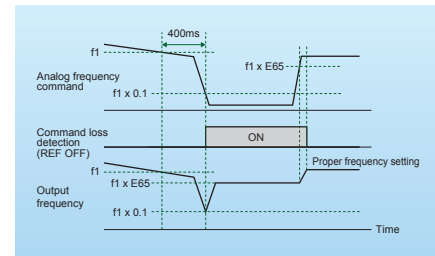 400ms
f1
f1 x E65
Analog frequency
command
f1 x 0.1
Command loss
detection
(REF OFF)
ON
Proper frequency setting
f1
f1 x E65
Output
frequency
f1 x 0.1
Time